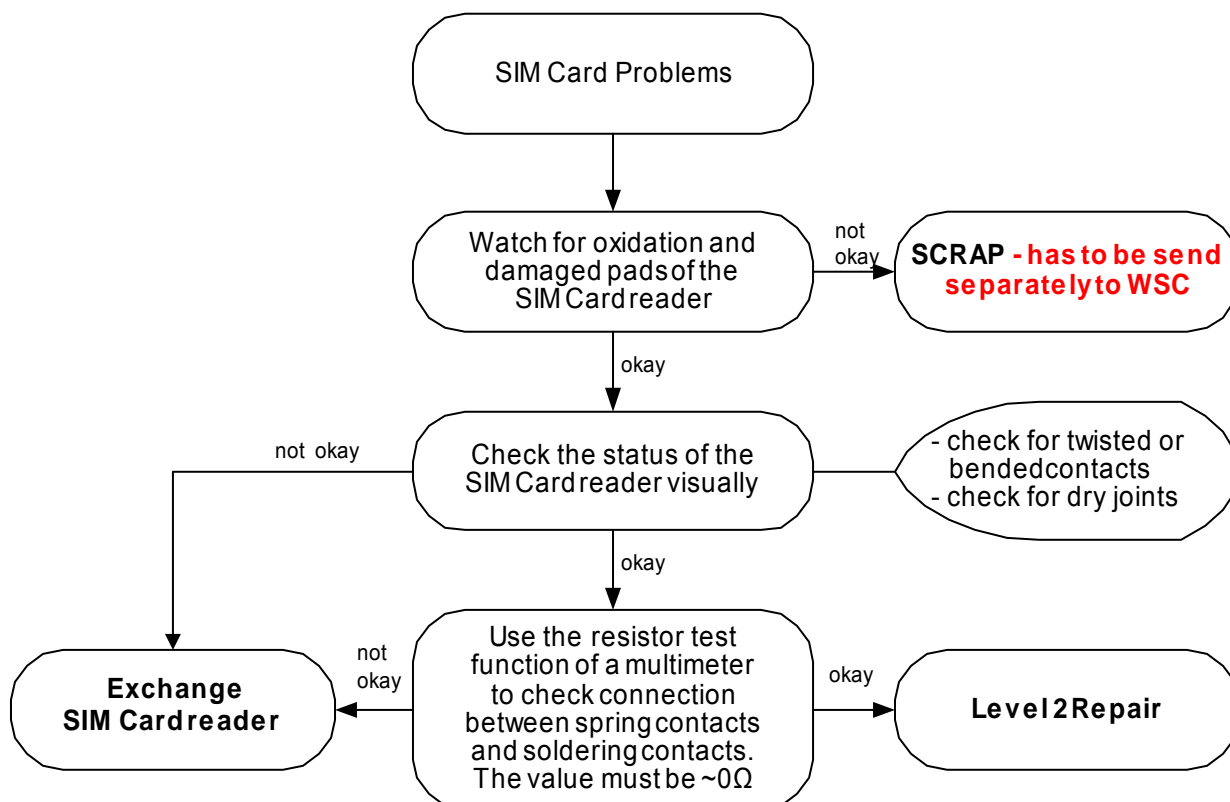 SIM Card Problems
Watch for oxidation and
damaged pads of the
SIM Card reader
not
okay
SCRAP - has to be send
separately to WSC
okay
Check the status of the
SIM Card reader visually
not okay
- check for twisted or
bended contacts
- check for dry joints
okay
Use the resistor test
function of a multimeter
to check connection
between spring contacts
and soldering contacts.
The value must be ~0Ω
not
okay
Exchange
SIM Card reader
okay
Level 2 Repair